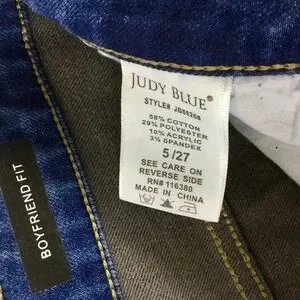 JUDY BLUE®
58% COTTON
29% POLYESTER
10% ACRYLIC
3% SPANDEX
5/27
SEE CARE ON
REVERSE SIDE
RN# 116380
MADE IN CHINA
BOYFRIEND FIT